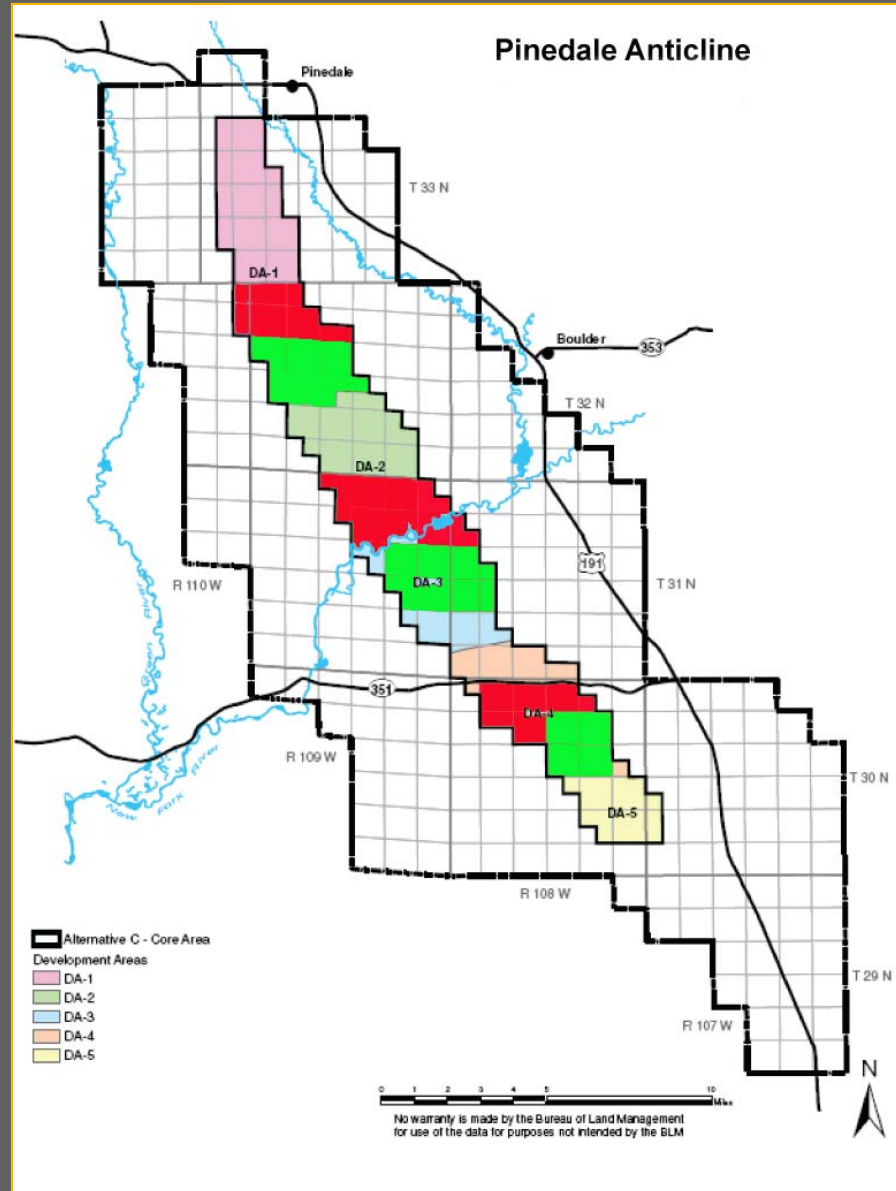 Pinedale Anticline
Pinedale
T 33 N
DA-1
Boulder
353
T 32 N
DA-2
191
R 110 W
DA-3
T 31 N
Green River
351
DA-4
R 109 W
T 30 N
New Fork River
DA-5
R 108 W
Alternative C - Core Area
Development Areas
DA-1
DA-2
DA-3
DA-4
DA-5
T 29 N
R 107 W
N
0 1 2 3 4 5 10
Miles
No warranty is made by the Bureau of Land Management
for use of the data for purposes not intended by the BLM